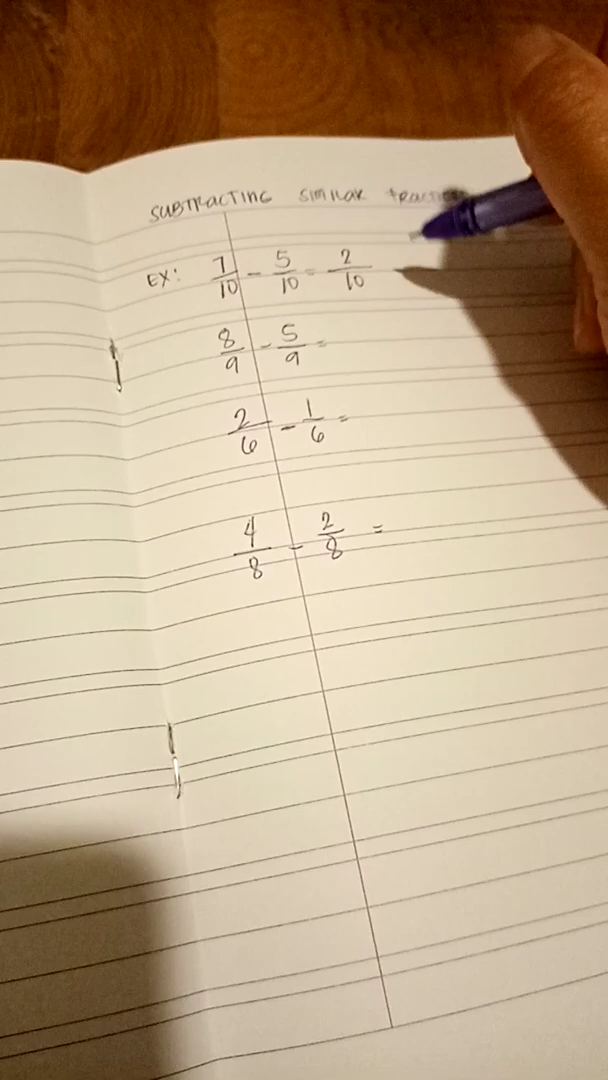 SUBTRACTING SIMILAR
EX: 7/10 - 5/10 = 2/10
8/9 - 5/9 =
2/6 - 1/6 =
4/8 - 2/8 =